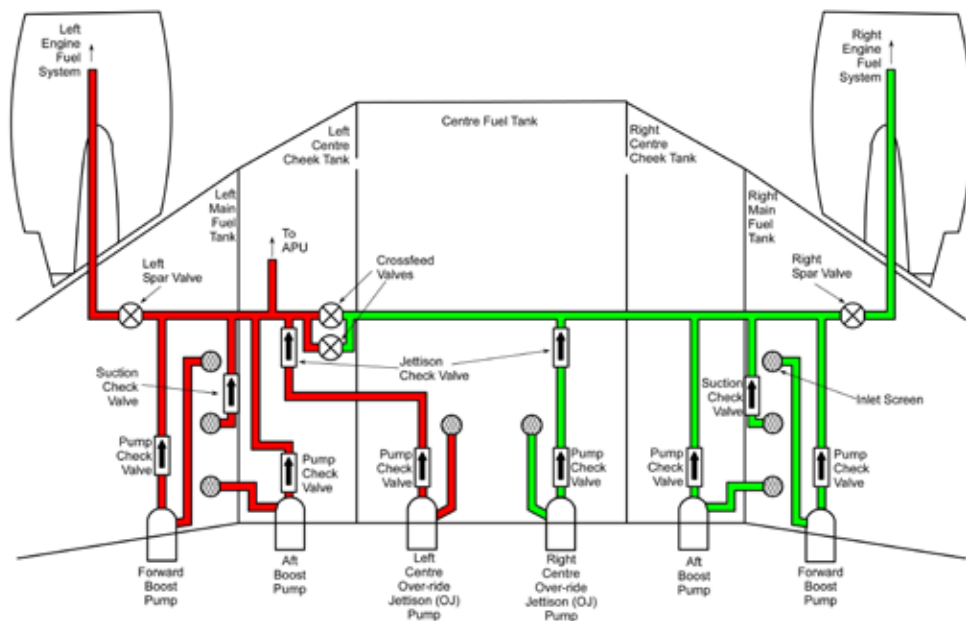 Left
Engine
Fuel
System
Right
Engine
Fuel
System
Centre Fuel Tank
Left
Centre
Cheek Tank
Right
Centre
Cheek Tank
Left
Main
Fuel
Tank
Right
Main
Fuel
Tank
To
APU
Left
Spar Valve
Crossfeed
Valves
Right
Spar Valve
Suction
Check
Valve
Jettison
Check Valve
Suction
Check
Valve
Inlet Screen
Pump
Check
Valve
Pump
Check
Valve
Pump
Check
Valve
Pump
Check
Valve
Pump
Check
Valve
Pump
Check
Valve
Forward
Boost
Pump
Aft
Boost
Pump
Left
Centre
Over-ride
Jettison (OJ)
Pump
Right
Centre
Over-ride
Jettison (OJ)
Pump
Aft
Boost
Pump
Forward
Boost
Pump